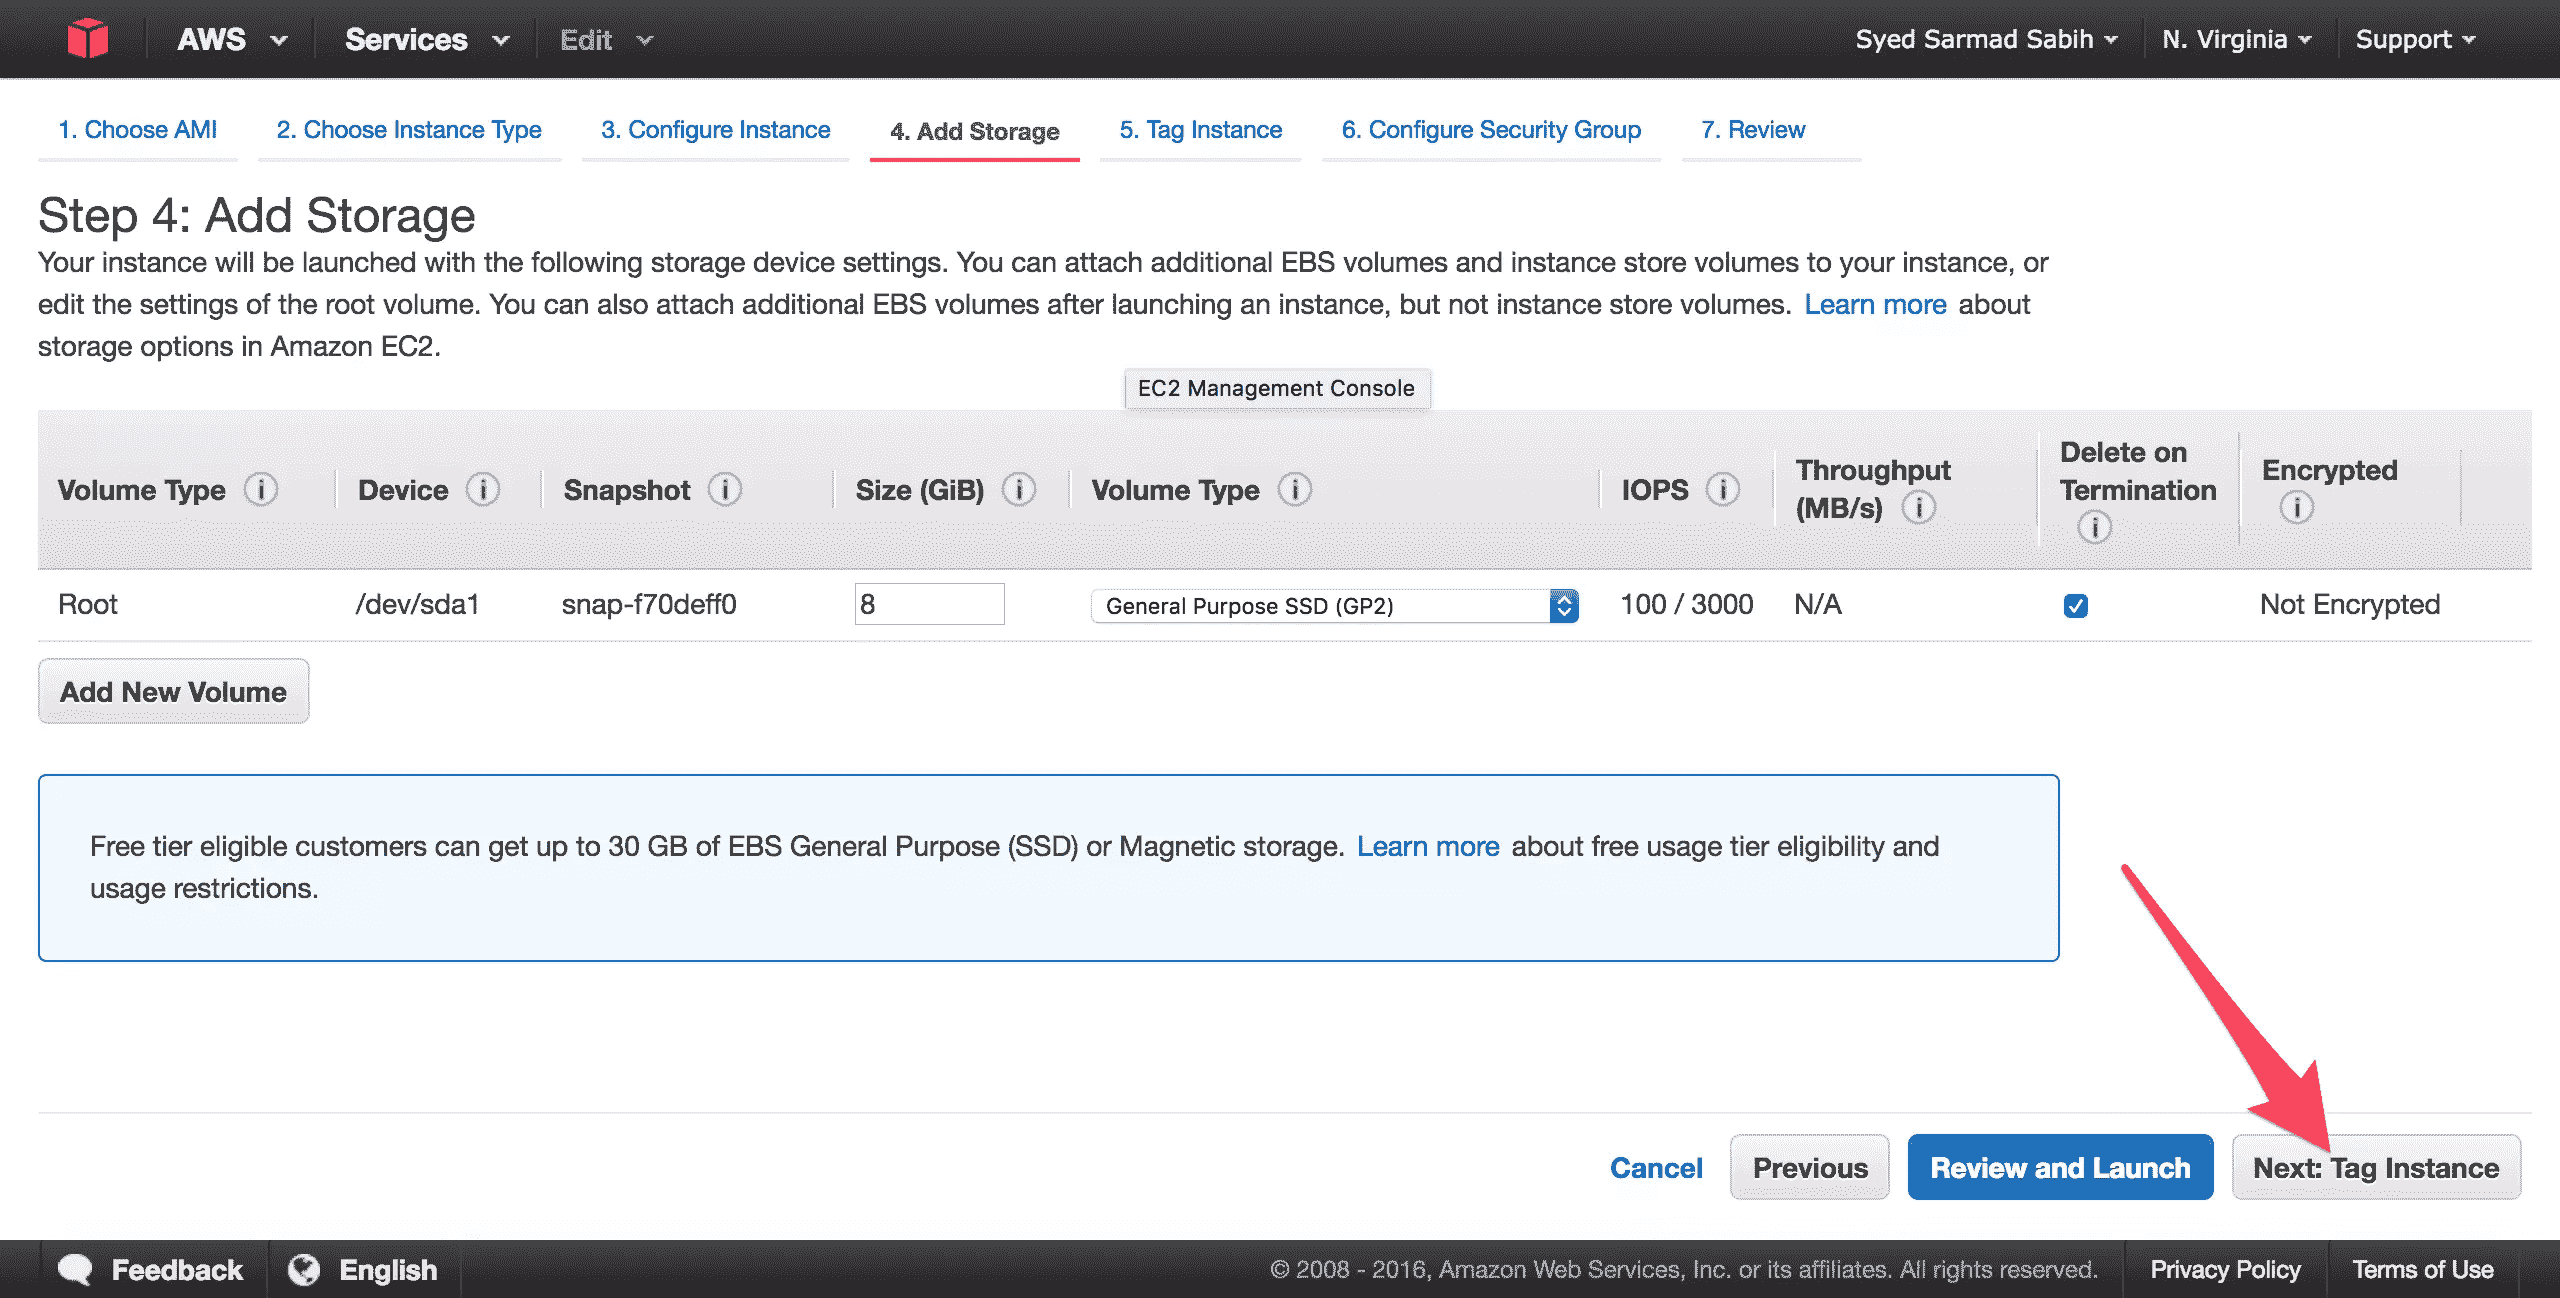 AWS Services Edit Syed Sarmad Sabih N. Virginia Support
1. Choose AMI 2. Choose Instance Type 3. Configure Instance 4. Add Storage 5. Tag Instance 6. Configure Security Group 7. Review
Step 4: Add Storage
Your instance will be launched with the following storage device settings. You can attach additional EBS volumes and instance store volumes to your instance, or
edit the settings of the root volume. You can also attach additional EBS volumes after launching an instance, but not instance store volumes. Learn more about
storage options in Amazon EC2.
EC2 Management Console
Volume Type i Device i Snapshot i Size (GiB) i Volume Type i IOPS i Throughput (MB/s) i Delete on Termination i Encrypted i
Root /dev/sda1 snap-f70deff0 8 General Purpose SSD (GP2) 100 / 3000 N/A Not Encrypted
Add New Volume
Free tier eligible customers can get up to 30 GB of EBS General Purpose (SSD) or Magnetic storage. Learn more about free usage tier eligibility and
usage restrictions.
Cancel Previous Review and Launch Next: Tag Instance
Feedback English © 2008 - 2016, Amazon Web Services, Inc. or its affiliates. All rights reserved. Privacy Policy Terms of Use